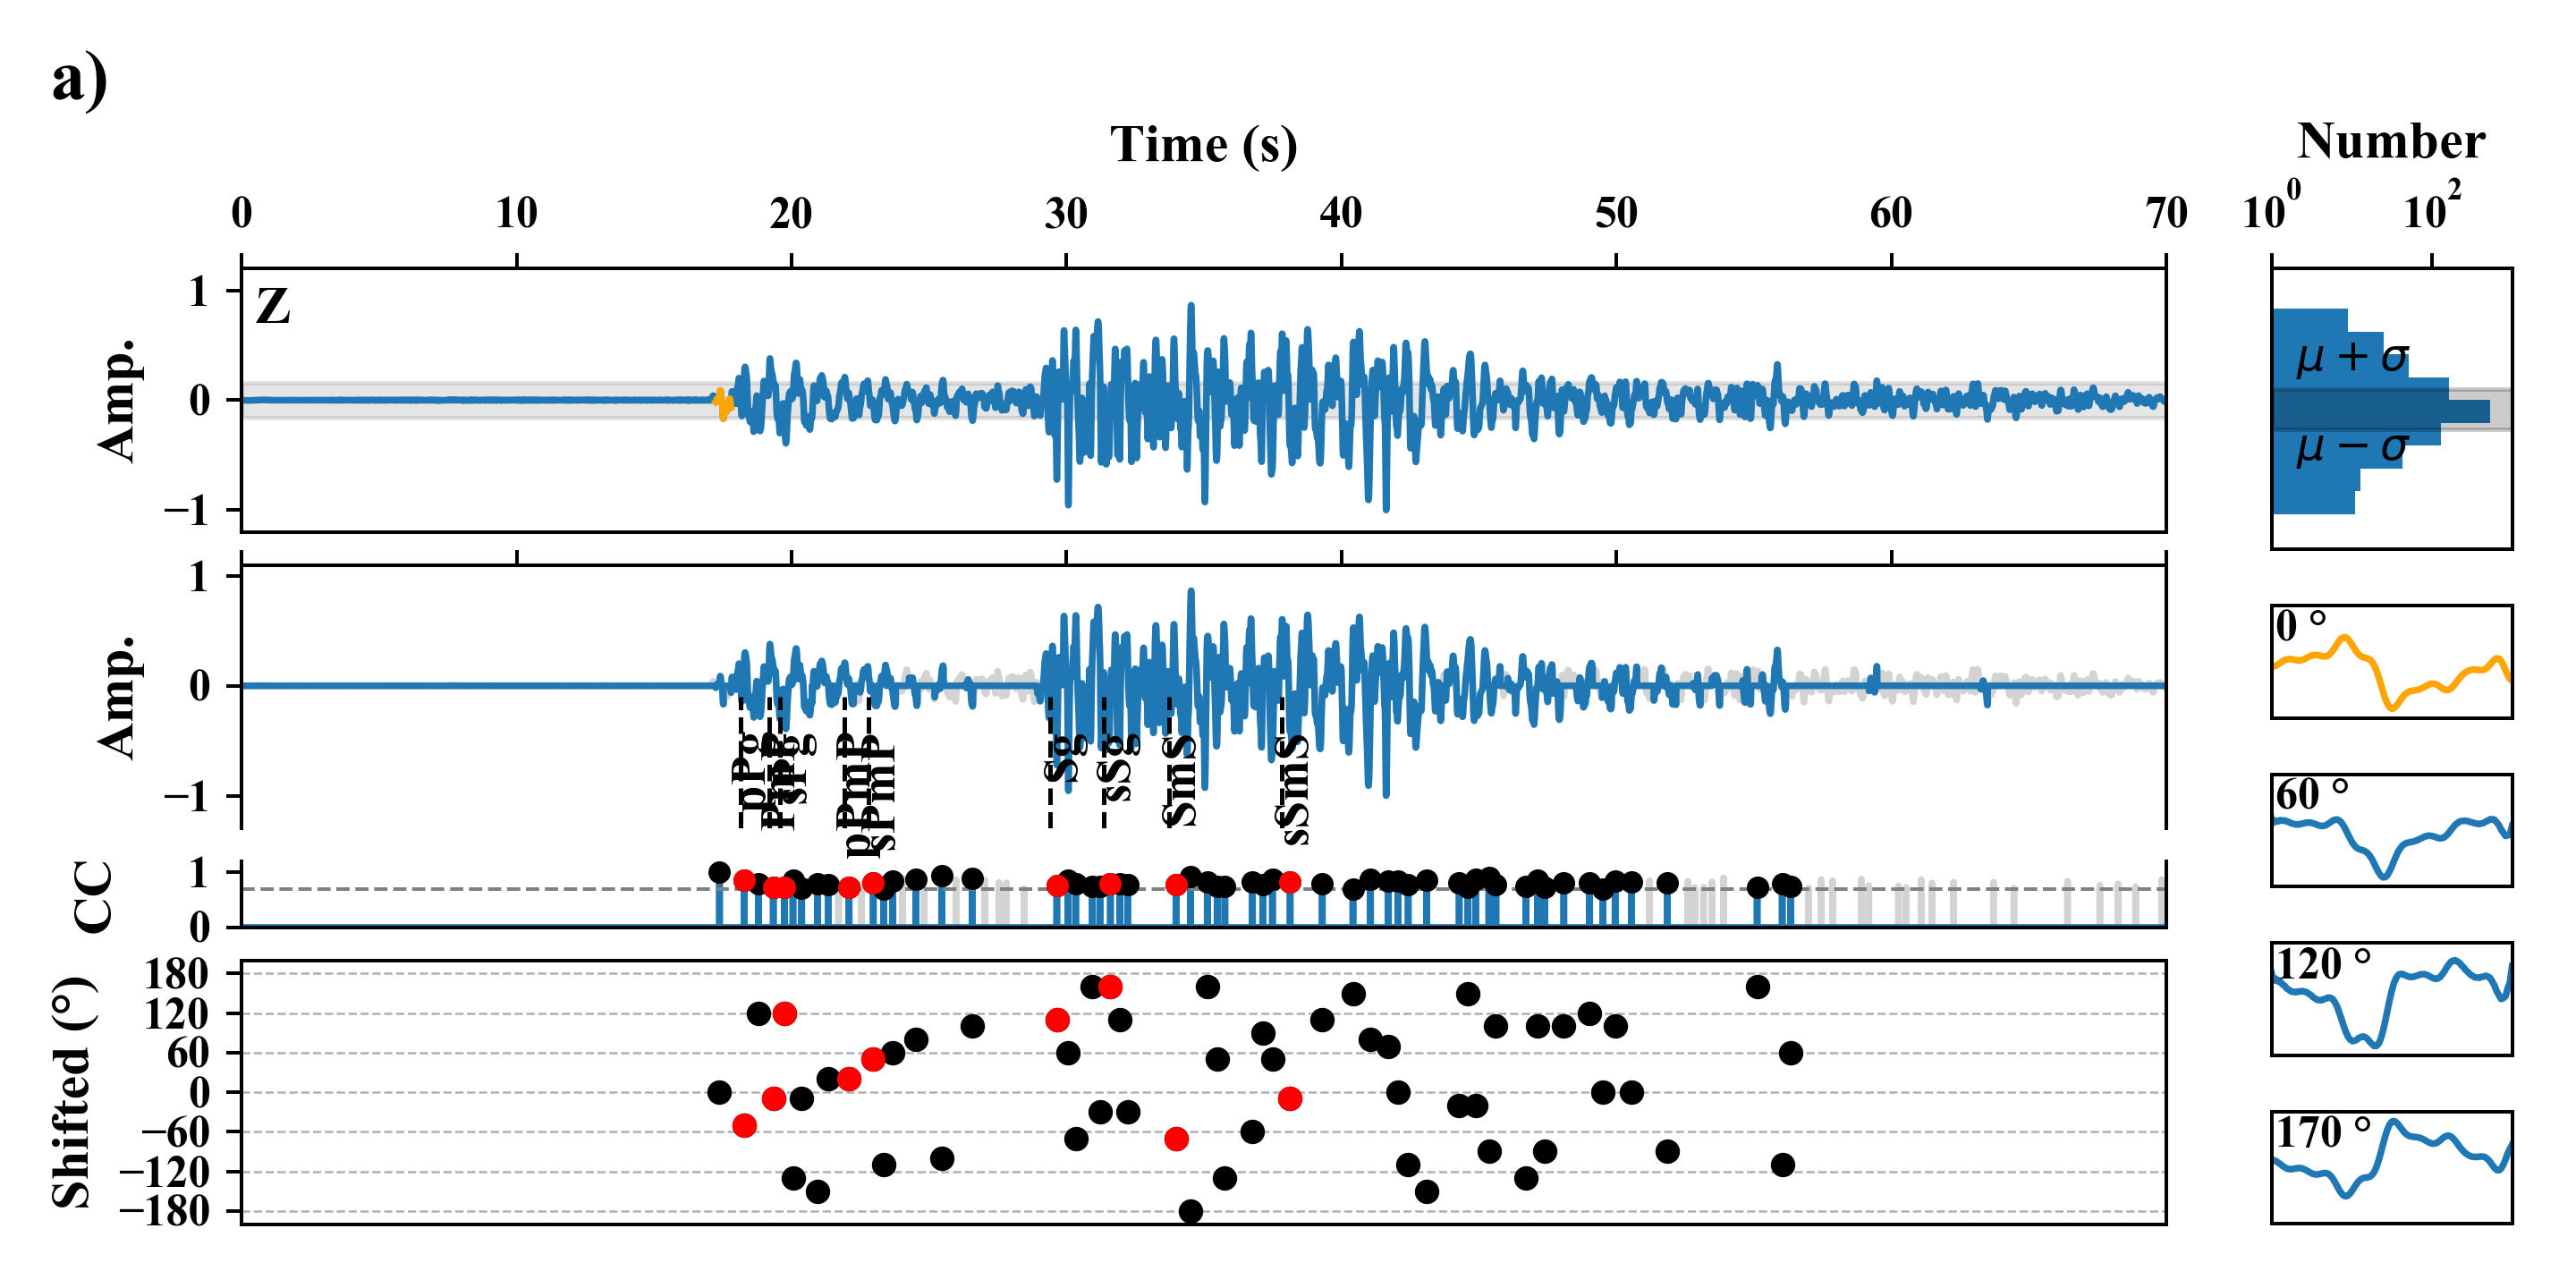 a)
Time (s)
Number
0 10 20 30 40 50 60 70
10^0 10^2
Z
Amp.
1
0
−1
μ + σ
μ − σ
Amp.
1
0
−1
pPg
PmP
sPg
pPmP
sPmP
Sg
sSg
SmS
sSmS
CC
1
0
Shifted (°)
180
120
60
0
−60
−120
−180
0 °
60 °
120 °
170 °